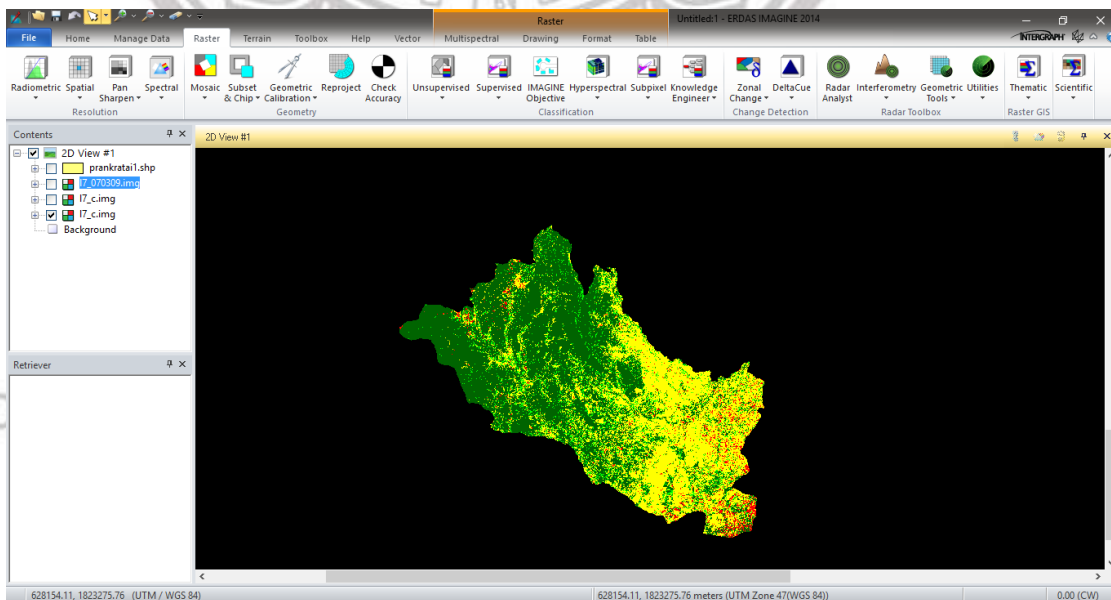 Raster
Untitled:1 - ERDAS IMAGINE 2014
File Home Manage Data Raster Terrain Toolbox Help Vector Multispectral Drawing Format Table
INTERGRAPH
Radiometric Spatial Pan Sharpen Spectral Mosaic Subset & Chip Geometric Calibration Reproject Check Accuracy Unsupervised Supervised IMAGINE Objective Hyperspectral Subpixel Knowledge Engineer Zonal Change DeltaCue Radar Analyst Interferometry Geometric Tools Utilities Thematic Scientific
Resolution Geometry Classification Change Detection Radar Toolbox Raster GIS
Contents
2D View #1
2D View #1
prankratai1.shp
l7_070309.img
l7_c.img
l7_c.img
Background
Retriever
628154.11, 1823275.76 (UTM / WGS 84)
628154.11, 1823275.76 meters (UTM Zone 47(WGS 84))
0.00 (CW)